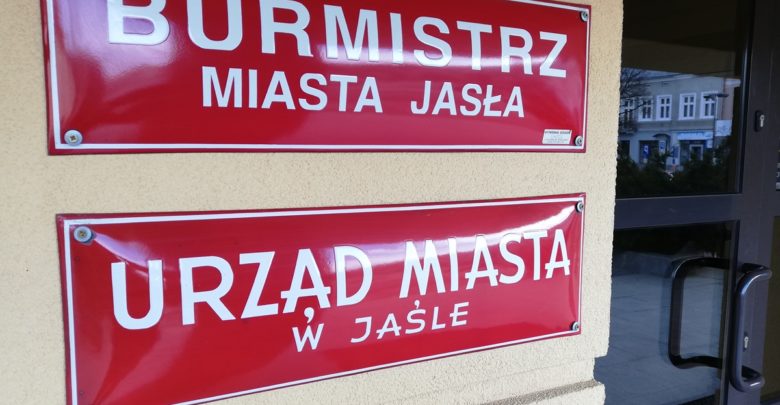 BURMISTRZ
MIASTA JASŁA
URZĄD MIASTA
W JAŚLE